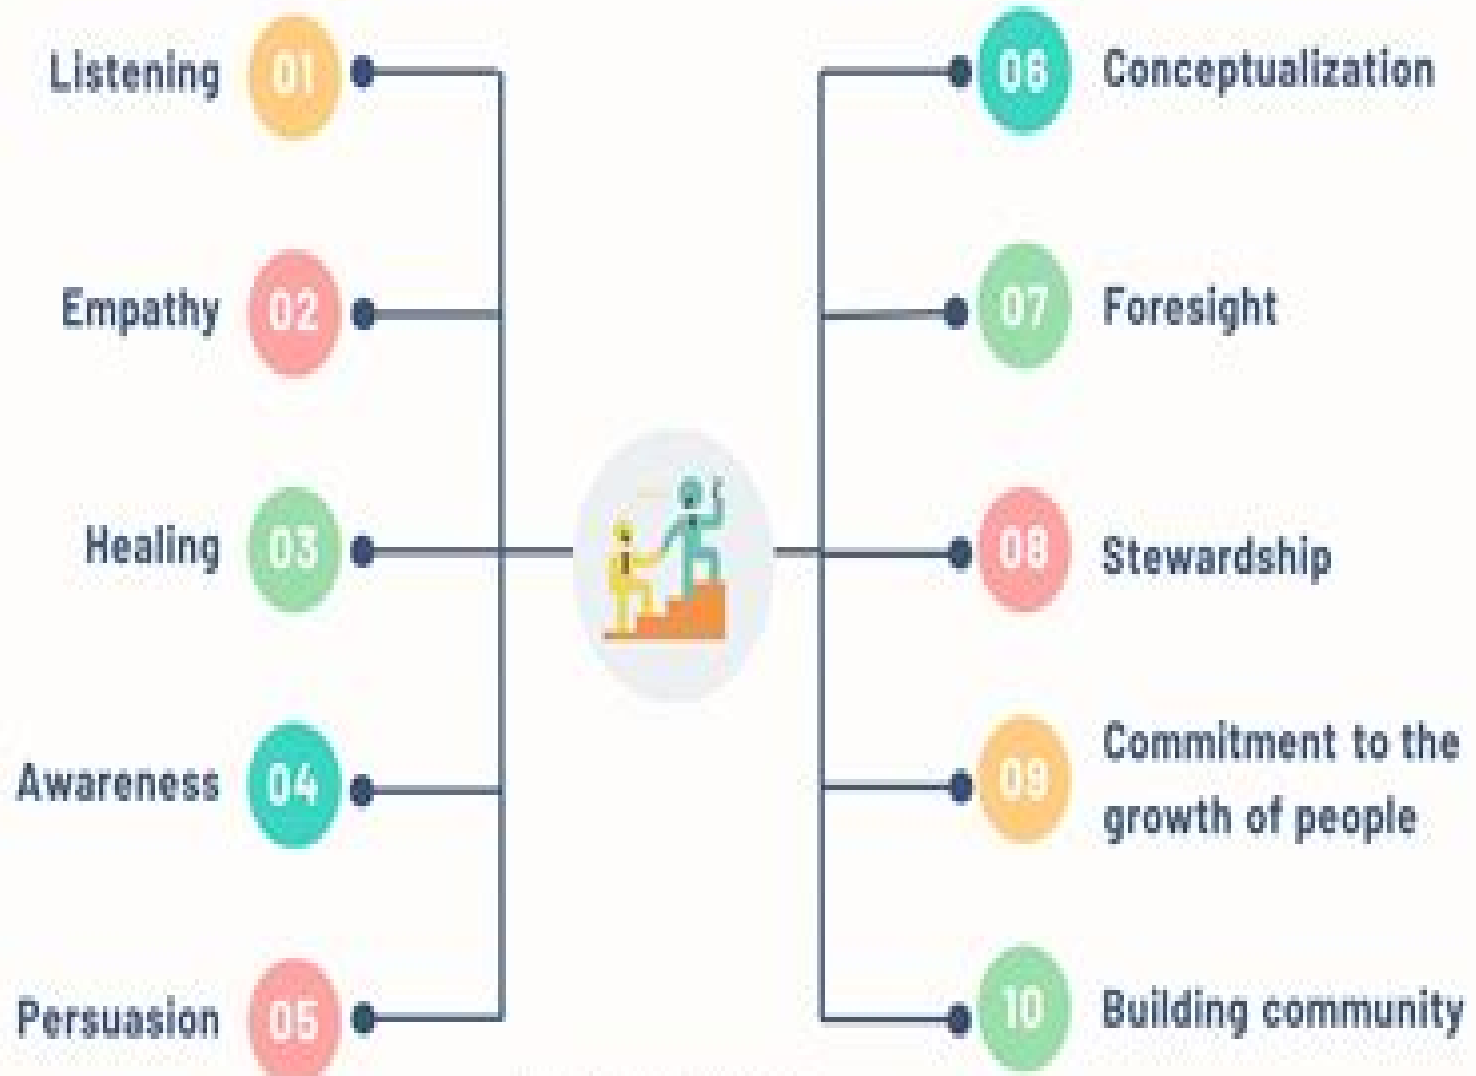 Listening 01
Empathy 02
Healing 03
Awareness 04
Persuasion 05
06 Conceptualization
07 Foresight
08 Stewardship
09 Commitment to the
growth of people
10 Building community